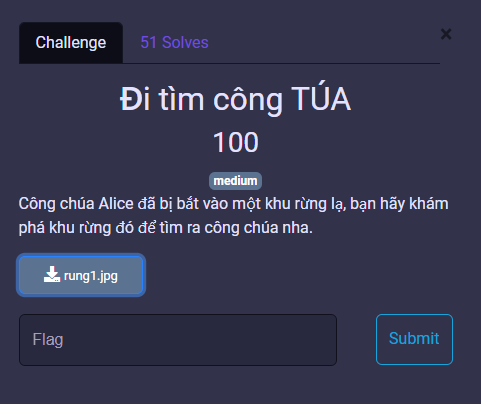 Challenge
51 Solves
×
Đi tìm công TÚA
100
medium
Công chúa Alice đã bị bắt vào một khu rừng lạ, bạn hãy khám
phá khu rừng đó để tìm ra công chúa nha.
rung1.jpg
Flag
Submit